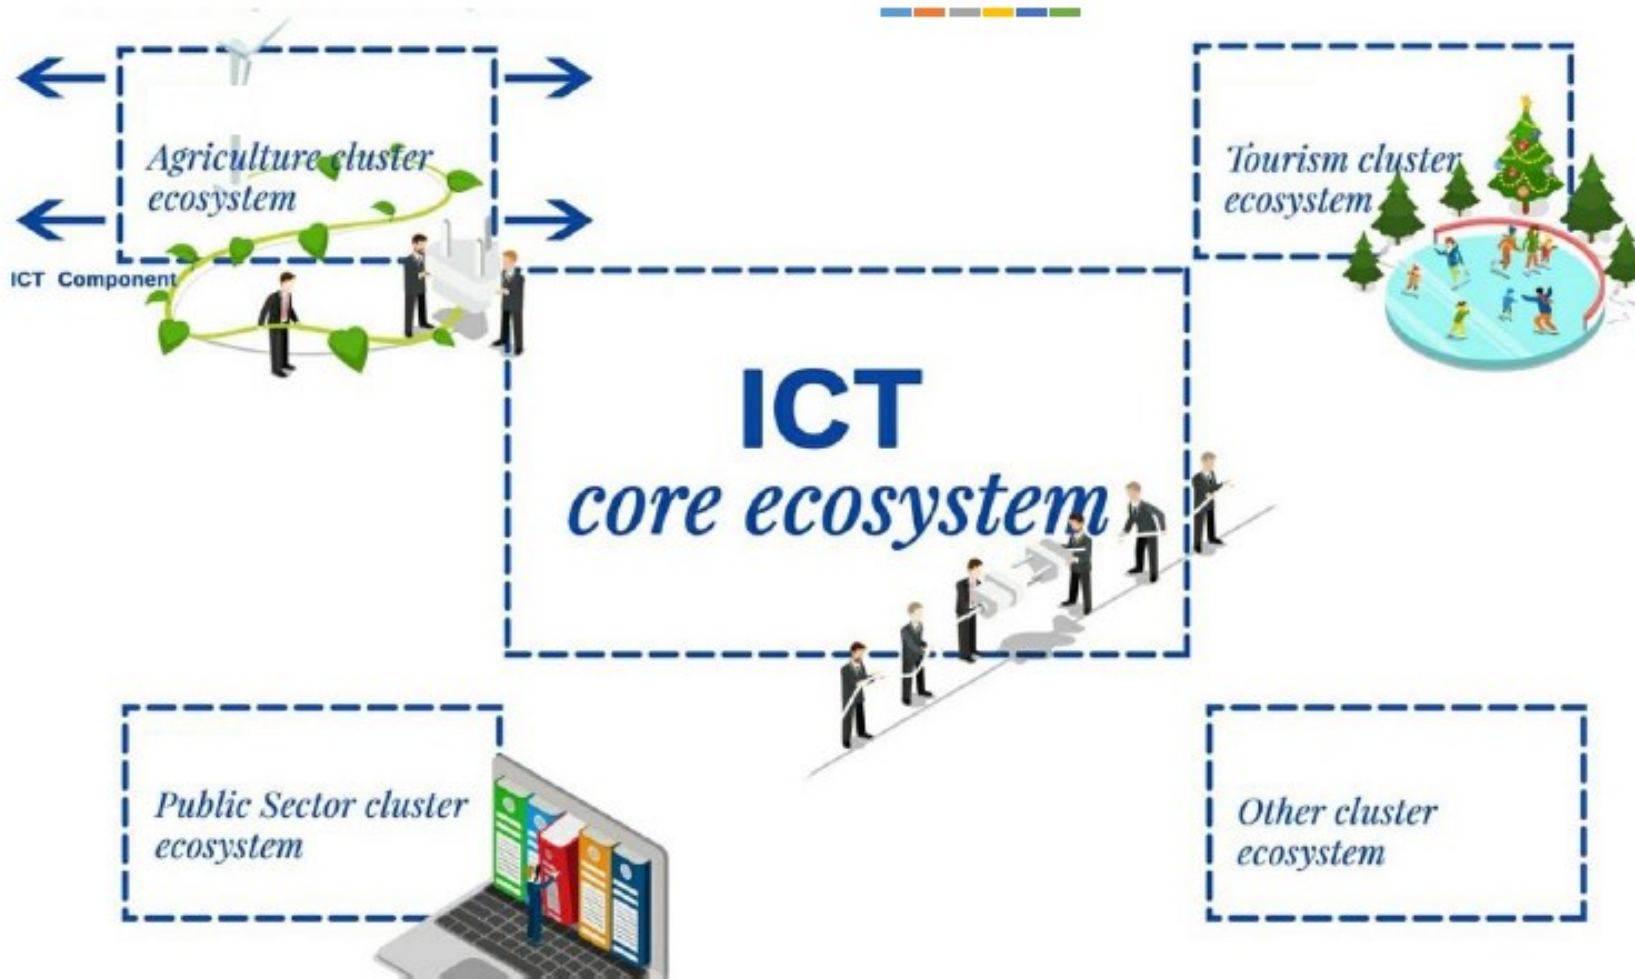 Agriculture cluster
ecosystem
Tourism cluster
ecosystem
ICT Component
ICT
core ecosystem
Public Sector cluster
ecosystem
Other cluster
ecosystem